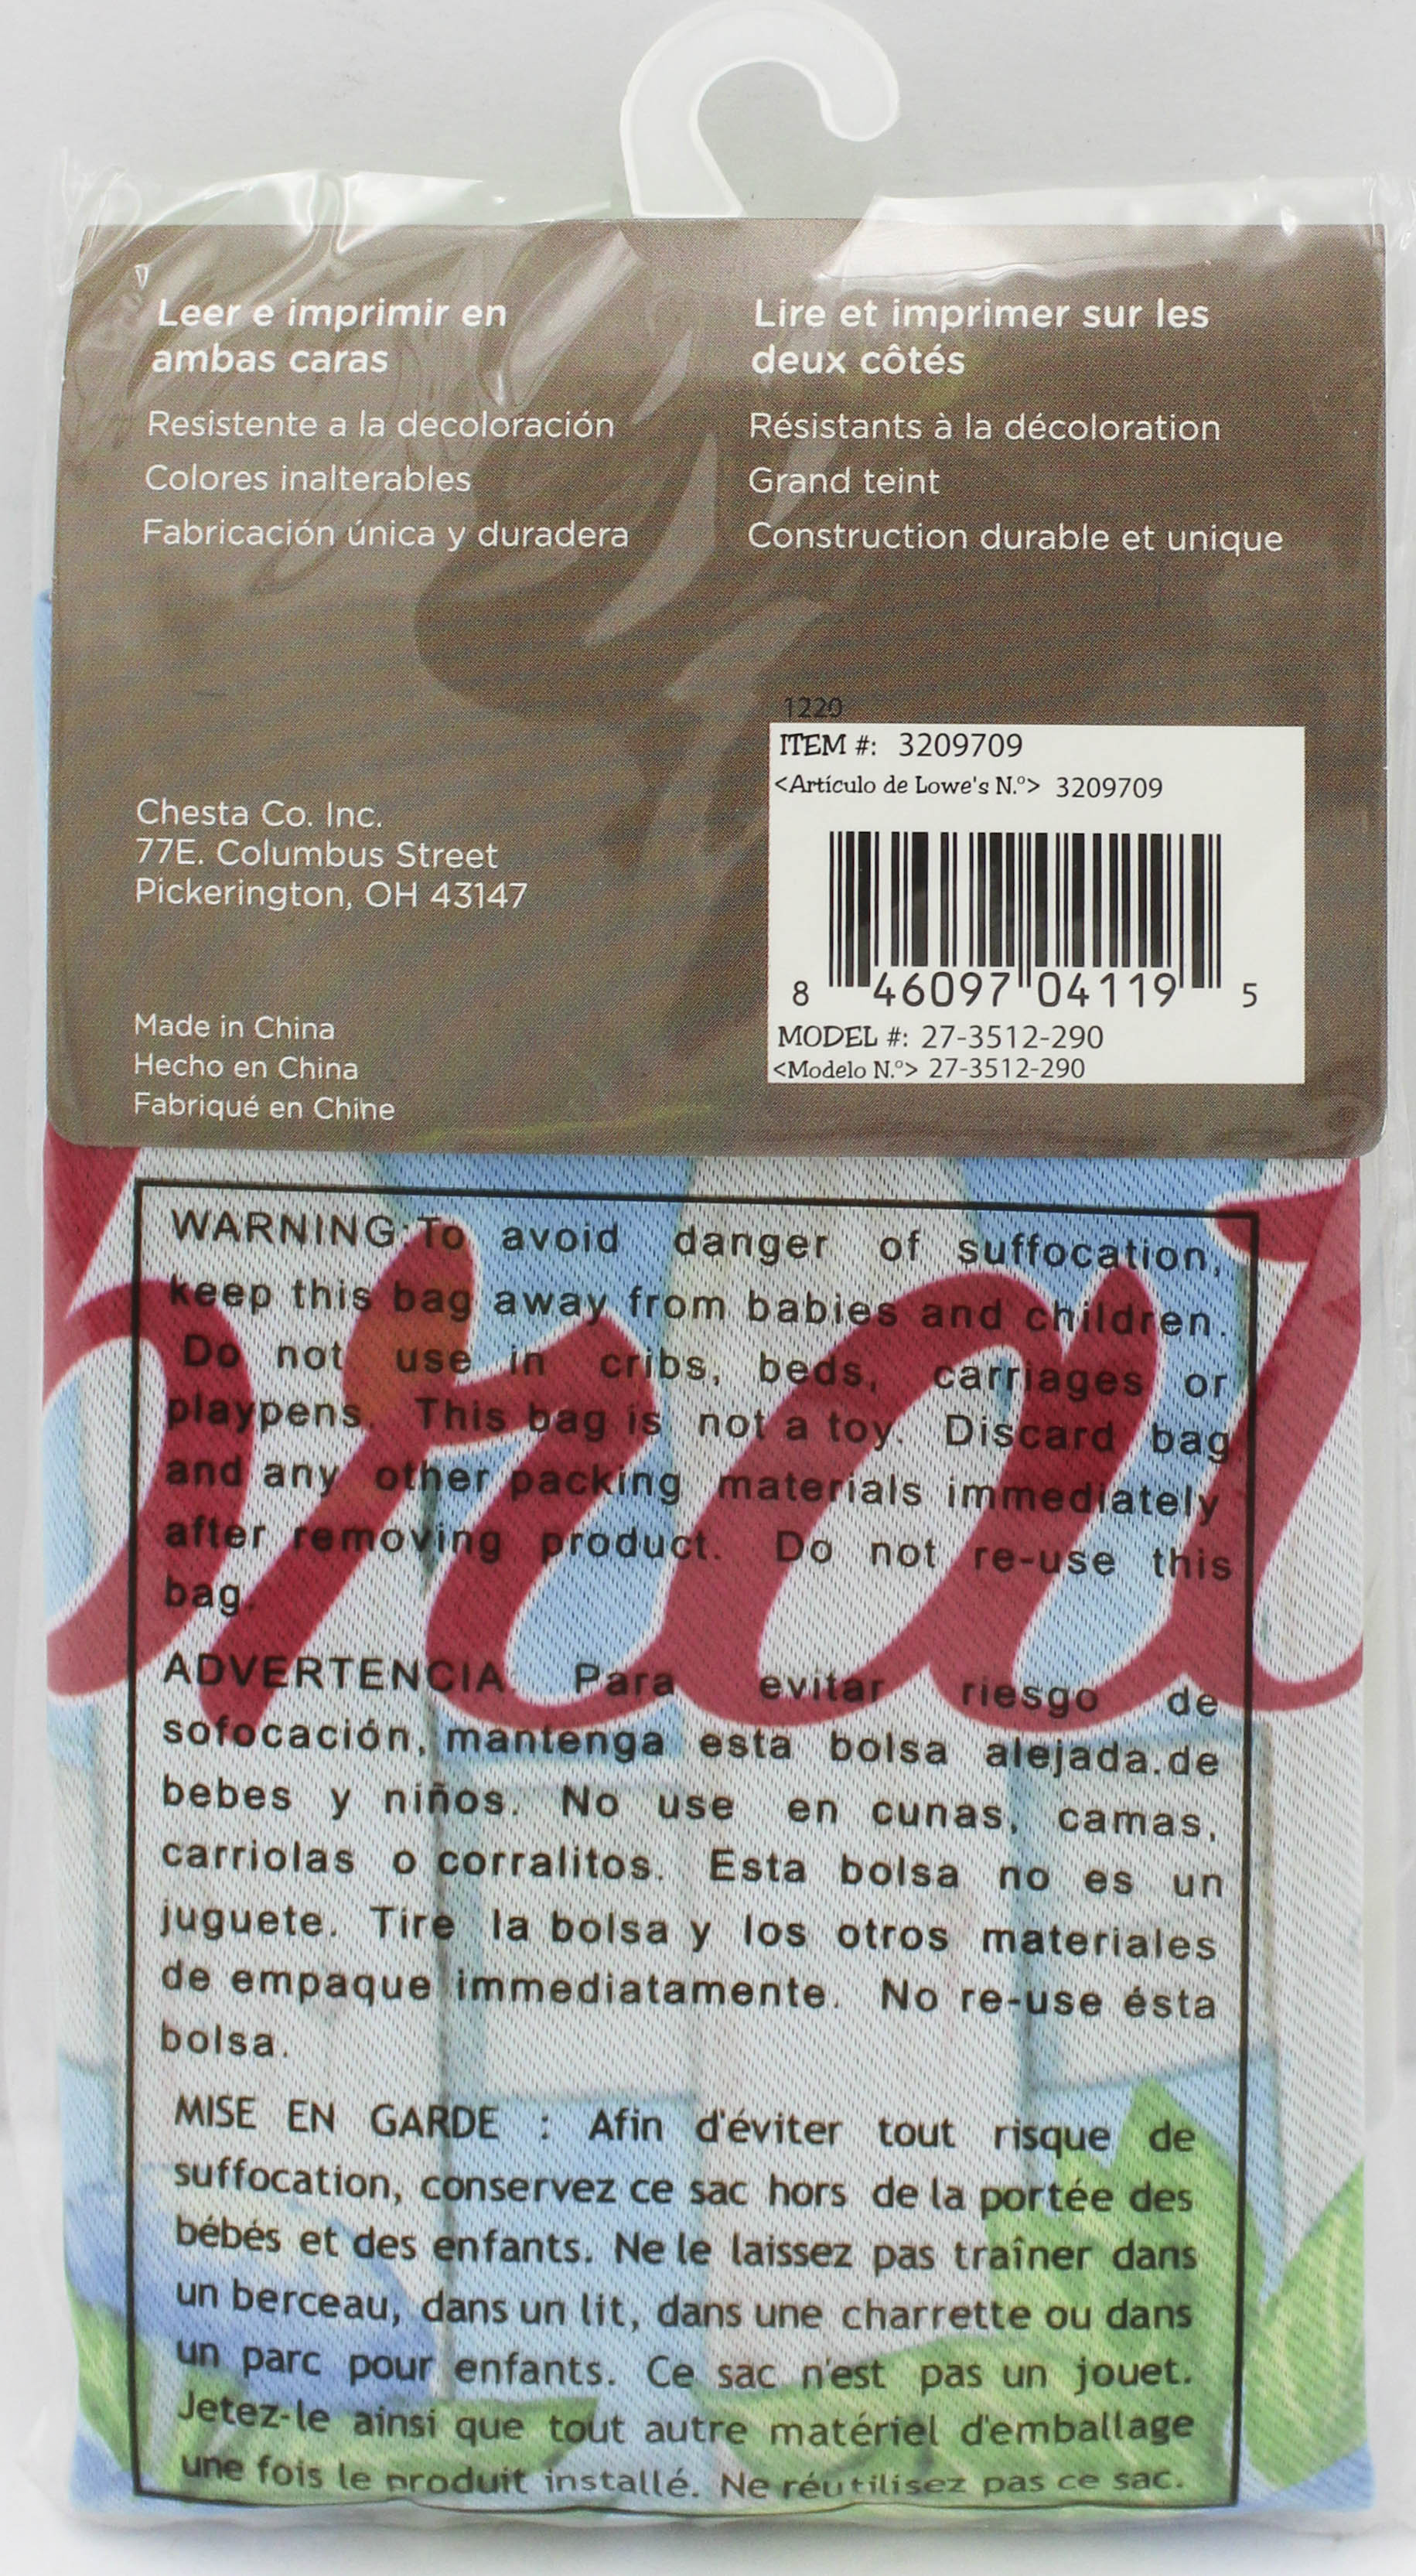 Leer e imprimir en
ambas caras
Resistente a la decoloración
Colores inalterables
Fabricación única y duradera
Lire et imprimer sur les
deux côtés
Résistants à la décoloration
Grand teint
Construction durable et unique
Chesta Co. Inc.
77E. Columbus Street
Pickerington, OH 43147
Made in China
Hecho en China
Fabriqué en Chine
1220
ITEM #: 3209709
<Artículo de Lowe's N.º> 3209709
8 46097 04119 5
MODEL #: 27-3512-290
<Modelo N.º> 27-3512-290
WARNING:To avoid danger of suffocation,
keep this bag away from babies and children.
Do not use in cribs, beds, carriages or
playpens. This bag is not a toy. Discard bag
and any other packing materials immediately
after removing product. Do not re-use this
bag.
ADVERTENCIA Para evitar riesgo de
sofocación, mantenga esta bolsa alejada.de
bebes y niños. No use en cunas, camas,
carriolas o corralitos. Esta bolsa no es un
juguete. Tire la bolsa y los otros materiales
de empaque immediatamente. No re-use ésta
bolsa.
MISE EN GARDE : Afin d'éviter tout risque de
suffocation, conservez ce sac hors de la portée des
bébés et des enfants. Ne le laissez pas traîner dans
un berceau, dans un lit, dans une charrette ou dans
un parc pour enfants. Ce sac n'est pas un jouet.
Jetez-le ainsi que tout autre matériel d'emballage
une fois le produit installé. Ne réutilisez pas ce sac.